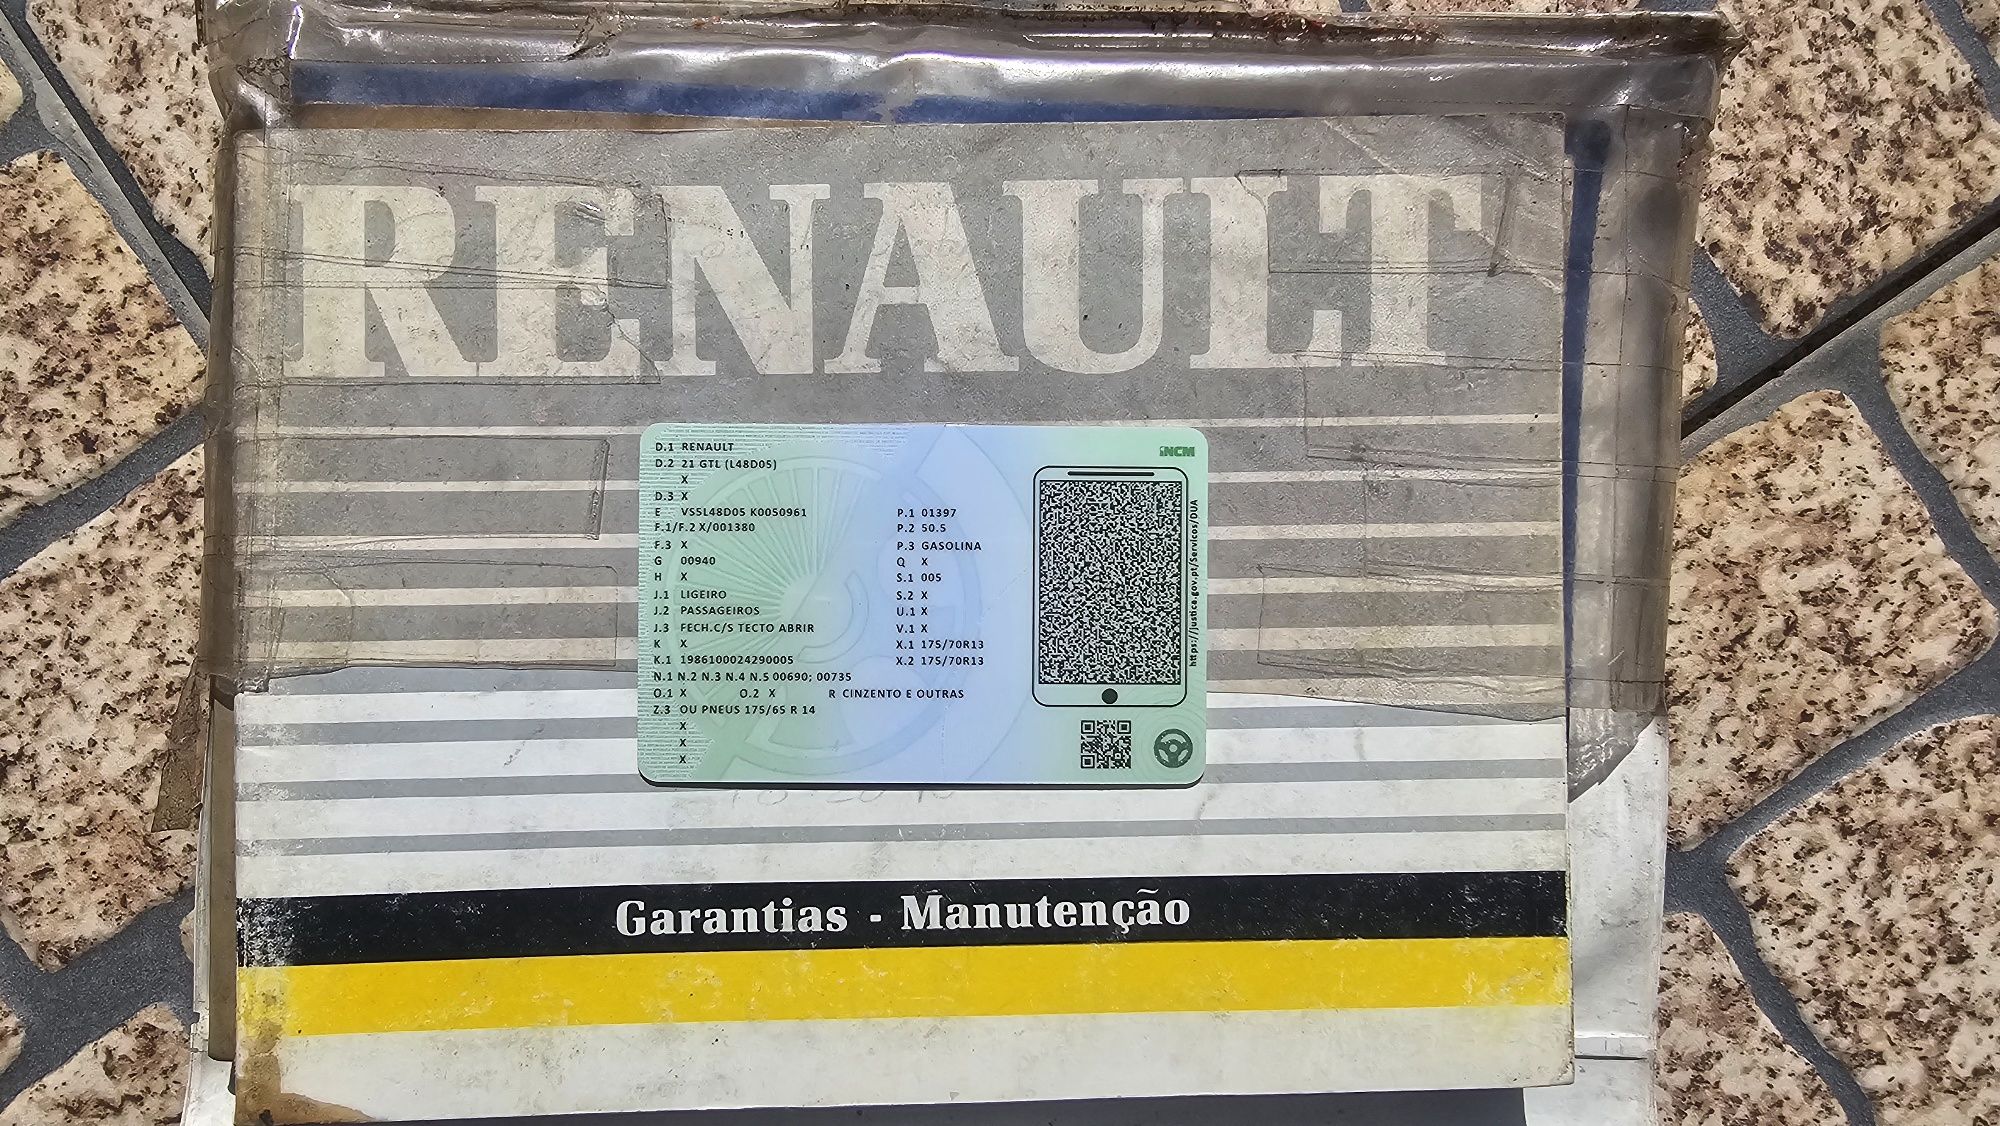 RENAULT
D.1 RENAULT
D.2 21 GTL (L48D05)
X
D.3 X
E VS5L48D05 K0050961
F.1/F.2 X/001380
F.3 X
G 00940
H X
J.1 LIGEIRO
J.2 PASSAGEIROS
J.3 FECH.C/S TECTO ABRIR
K X
K.1 1986100024290005
N.1 N.2 N.3 N.4 N.5 00690; 00735
O.1 X O.2 X R CINZENTO E OUTRAS
Z.3 OU PNEUS 175/65 R 14
X
X
X
P.1 01397
P.2 50.5
P.3 GASOLINA
Q X
S.1 005
S.2 X
U.1 X
V.1 X
X.1 175/70R13
X.2 175/70R13
INCM
https://justica.gov.pt/Servicos/DUA
Garantias - Manutenção